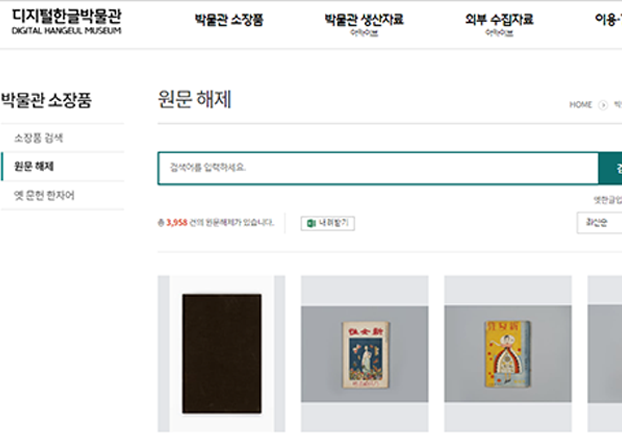 디지털한글박물관
DIGITAL HANGEUL MUSEUM
박물관 소장품
박물관 생산자료
아카이브
외부 수집자료
아카이브
이용·
박물관 소장품
소장품 검색
원문 해제
옛 문헌 한자어
원문 해제
HOME
검색어를 입력하세요.
총 3,958 건의 원문해제가 있습니다.
내려받기
옛한글입
최신순
新女性